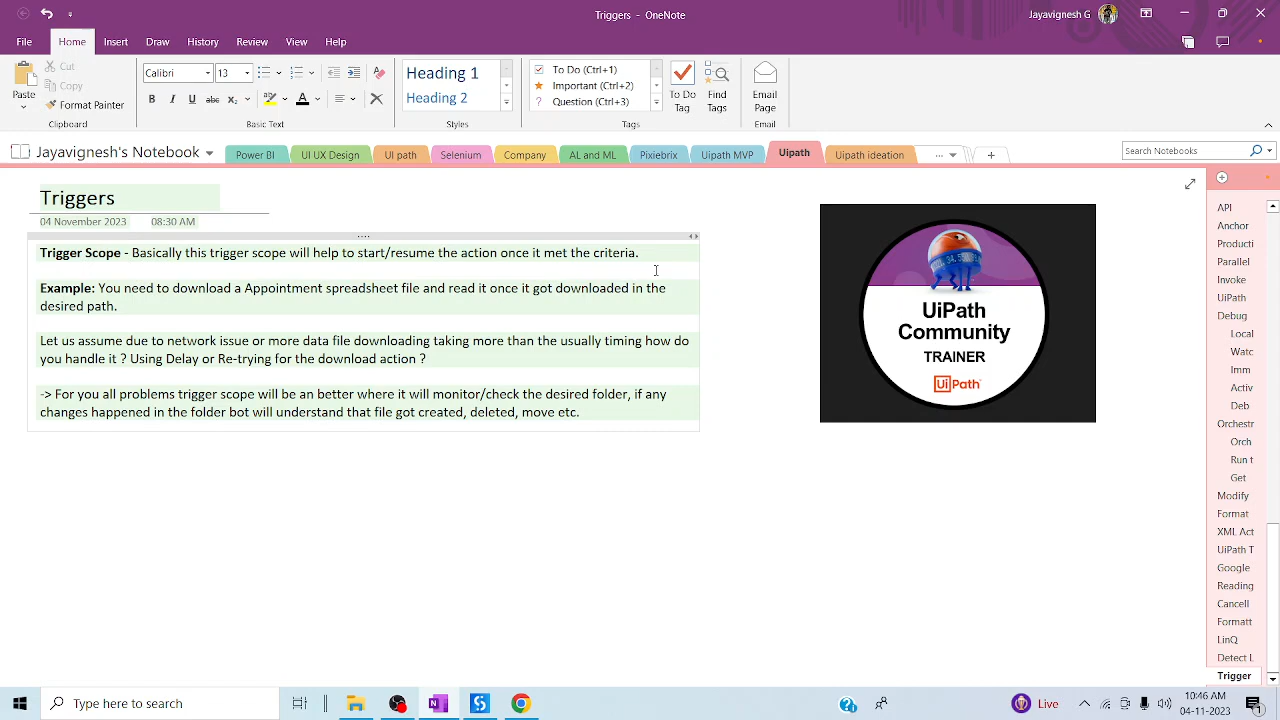 Triggers - OneNote
Jayavignesh G
File Home Insert Draw History Review View Help
Paste Cut Copy Format Painter
Calibri 13
B I U abc
Heading 1
Heading 2
To Do (Ctrl+1)
Important (Ctrl+2)
Question (Ctrl+3)
To Do Tag
Find Tags
Email Page
Clipboard Basic Text Styles Tags Email
Jayavignesh's Notebook Power BI UI UX Design UI path Selenium Company AL and ML Pixiebrix Uipath MVP Uipath Uipath ideation ... Search Notebooks
Triggers
04 November 2023 08:30 AM
Trigger Scope - Basically this trigger scope will help to start/resume the action once it met the criteria.
Example: You need to download a Appointment spreadsheet file and read it once it got downloaded in the
desired path.
Let us assume due to network issue or more data file downloading taking more than the usually timing how do
you handle it ? Using Delay or Re-trying for the download action ?
-> For you all problems trigger scope will be an better where it will monitor/check the desired folder, if any
changes happened in the folder bot will understand that file got created, deleted, move etc.
UiPath
Community
TRAINER
Ui Path
API
Anchor
Producti
Parallel
Invoke
UiPath
Debug
Local
Watc
Imm
Activ
Deb
Orchestr
Orch
Run t
Get
Modify
Format
XML Act
UiPath T
Google
Reading
Cancell
Formatt
LinQ
Detect L
Trigger
Type here to search
Live
10:46 AM
04-11-2023